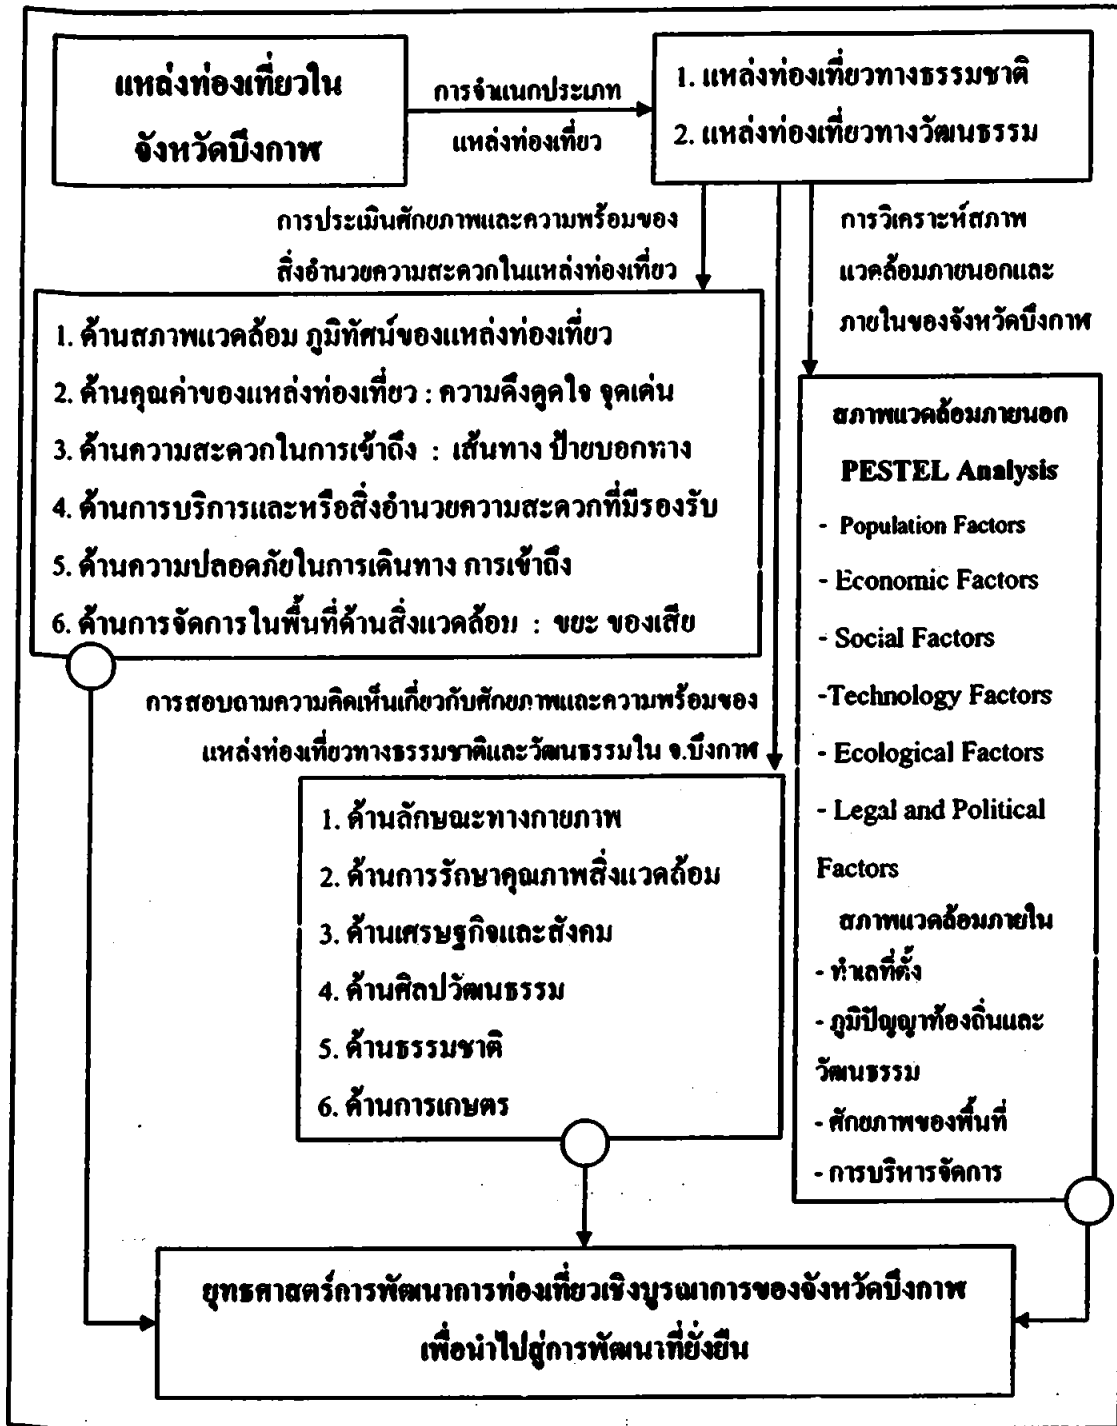 แหล่งท่องเที่ยวใน
จังหวัดบึงกาฬ
การจำแนกประเภท
แหล่งท่องเที่ยว
1. แหล่งท่องเที่ยวทางธรรมชาติ
2. แหล่งท่องเที่ยวทางวัฒนธรรม
การประเมินศักยภาพและความพร้อมของ
สิ่งอำนวยความสะดวกในแหล่งท่องเที่ยว
การวิเคราะห์สภาพ
แวดล้อมภายนอกและ
ภายในของจังหวัดบึงกาฬ
1. ด้านสภาพแวดล้อม ภูมิทัศน์ของแหล่งท่องเที่ยว
2. ด้านคุณค่าของแหล่งท่องเที่ยว : ความดึงดูดใจ จุดเด่น
3. ด้านความสะดวกในการเข้าถึง : เส้นทาง ป้ายบอกทาง
4. ด้านการบริการและหรือสิ่งอำนวยความสะดวกที่มีรองรับ
5. ด้านความปลอดภัยในการเดินทาง การเข้าถึง
6. ด้านการจัดการในพื้นที่ด้านสิ่งแวดล้อม : ขยะ ของเสีย
การสอบถามความคิดเห็นเกี่ยวกับศักยภาพและความพร้อมของ
แหล่งท่องเที่ยวทางธรรมชาติและวัฒนธรรมใน จ.บึงกาฬ
1. ด้านลักษณะทางกายภาพ
2. ด้านการรักษาคุณภาพสิ่งแวดล้อม
3. ด้านเศรษฐกิจและสังคม
4. ด้านศิลปวัฒนธรรม
5. ด้านธรรมชาติ
6. ด้านการเกษตร
สภาพแวดล้อมภายนอก
PESTEL Analysis
- Population Factors
- Economic Factors
- Social Factors
-Technology Factors
- Ecological Factors
- Legal and Political
Factors
สภาพแวดล้อมภายใน
- ทำเลที่ตั้ง
- ภูมิปัญญาท้องถิ่นและ
วัฒนธรรม
- ศักยภาพของพื้นที่
- การบริหารจัดการ
ยุทธศาสตร์การพัฒนาการท่องเที่ยวเชิงบูรณาการของจังหวัดบึงกาฬ
เพื่อนำไปสู่การพัฒนาที่ยั่งยืน